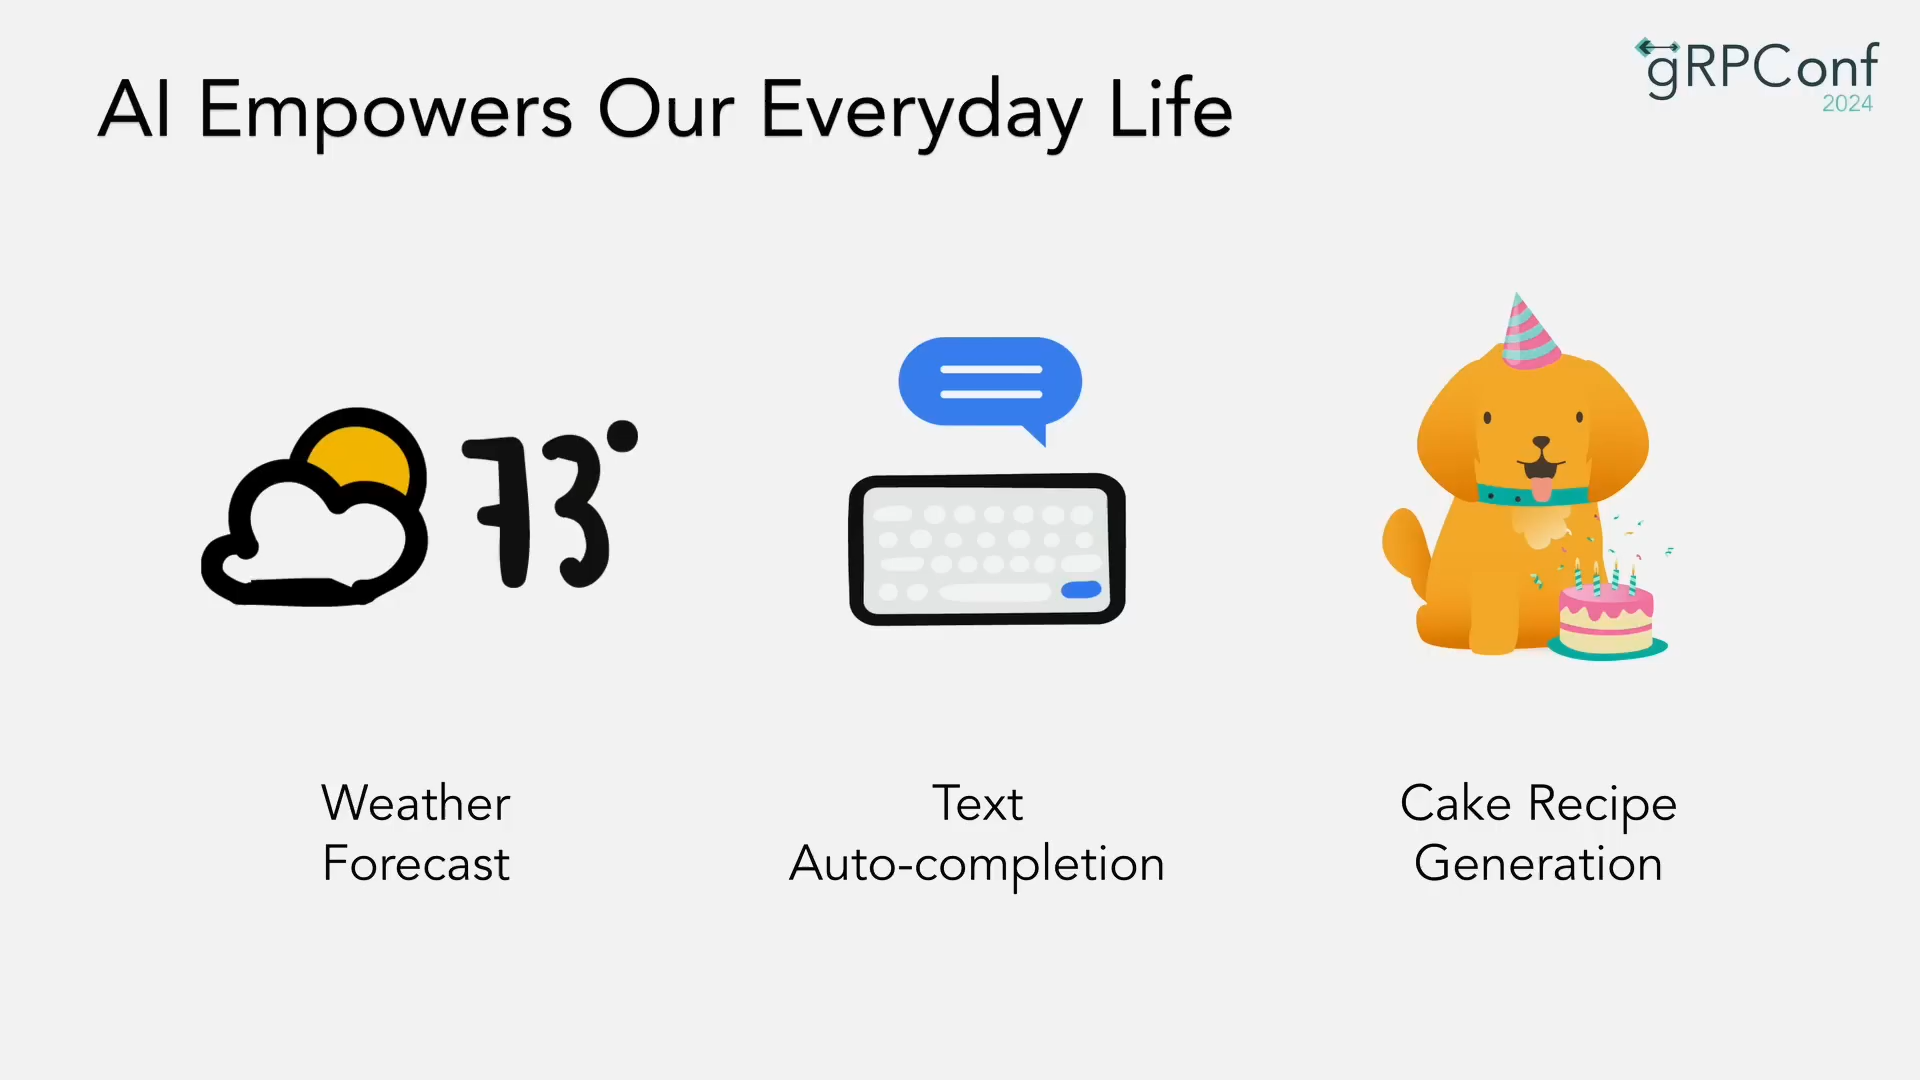 AI Empowers Our Everyday Life
gRPConf
2024
73°
Weather
Forecast
Text
Auto-completion
Cake Recipe
Generation